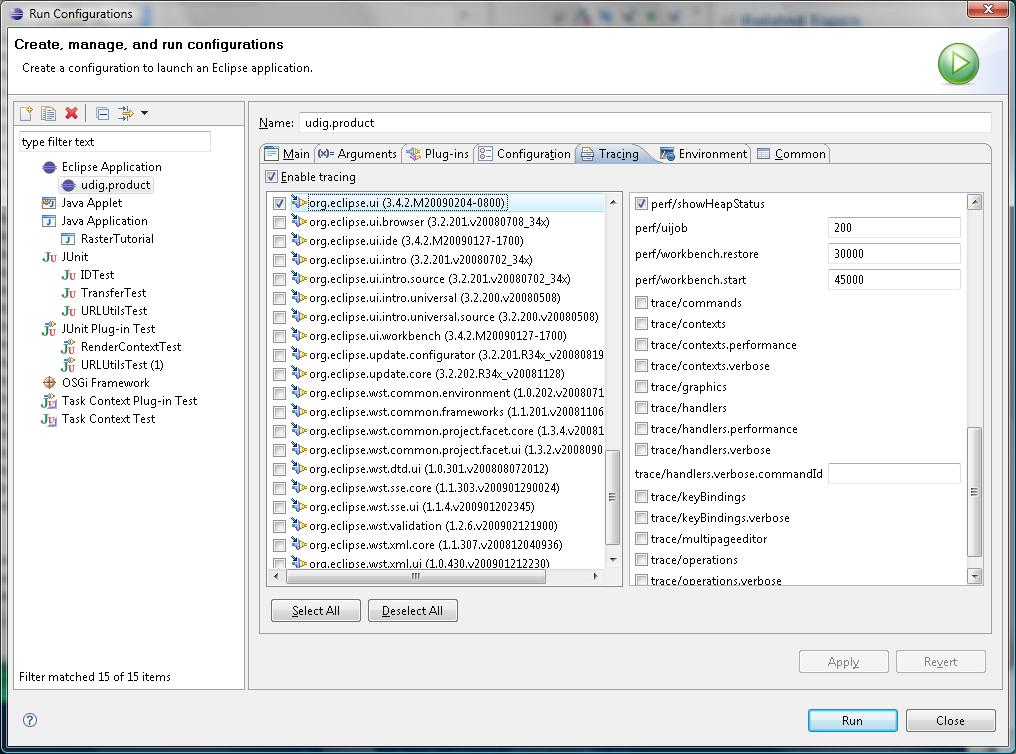 Run Configurations
Create, manage, and run configurations
Create a configuration to launch an Eclipse application.
type filter text
Eclipse Application
udig.product
Java Applet
Java Application
RasterTutorial
JUnit
IDTest
TransferTest
URLUtilsTest
JUnit Plug-in Test
RenderContextTest
URLUtilsTest (1)
OSGi Framework
Task Context Plug-in Test
Task Context Test
Filter matched 15 of 15 items
Name: udig.product
Main (x)= Arguments Plug-ins Configuration Tracing Environment Common
Enable tracing
org.eclipse.ui (3.4.2.M20090204-0800)
org.eclipse.ui.browser (3.2.201.v20080708_34x)
org.eclipse.ui.ide (3.4.2.M20090127-1700)
org.eclipse.ui.intro (3.2.201.v20080702_34x)
org.eclipse.ui.intro.source (3.2.201.v20080702_34x)
org.eclipse.ui.intro.universal (3.2.200.v20080508)
org.eclipse.ui.intro.universal.source (3.2.200.v20080508)
org.eclipse.ui.workbench (3.4.2.M20090127-1700)
org.eclipse.update.configurator (3.2.201.R34x_v20080819
org.eclipse.update.core (3.2.202.R34x_v20081128)
org.eclipse.wst.common.environment (1.0.202.v2008071
org.eclipse.wst.common.frameworks (1.1.201.v20081106
org.eclipse.wst.common.project.facet.core (1.3.4.v20081
org.eclipse.wst.common.project.facet.ui (1.3.2.v2008090
org.eclipse.wst.dtd.ui (1.0.301.v200808072012)
org.eclipse.wst.sse.core (1.1.303.v200901290024)
org.eclipse.wst.sse.ui (1.1.4.v200901202345)
org.eclipse.wst.validation (1.2.6.v200902121900)
org.eclipse.wst.xml.core (1.1.307.v200812040936)
org.eclipse.wst.xml.ui (1.0.430.v200901212230)
perf/showHeapStatus
perf/uijob 200
perf/workbench.restore 30000
perf/workbench.start 45000
trace/commands
trace/contexts
trace/contexts.performance
trace/contexts.verbose
trace/graphics
trace/handlers
trace/handlers.performance
trace/handlers.verbose
trace/handlers.verbose.commandId
trace/keyBindings
trace/keyBindings.verbose
trace/multipageeditor
trace/operations
trace/operations.verbose
Select All Deselect All
Apply Revert
Run Close